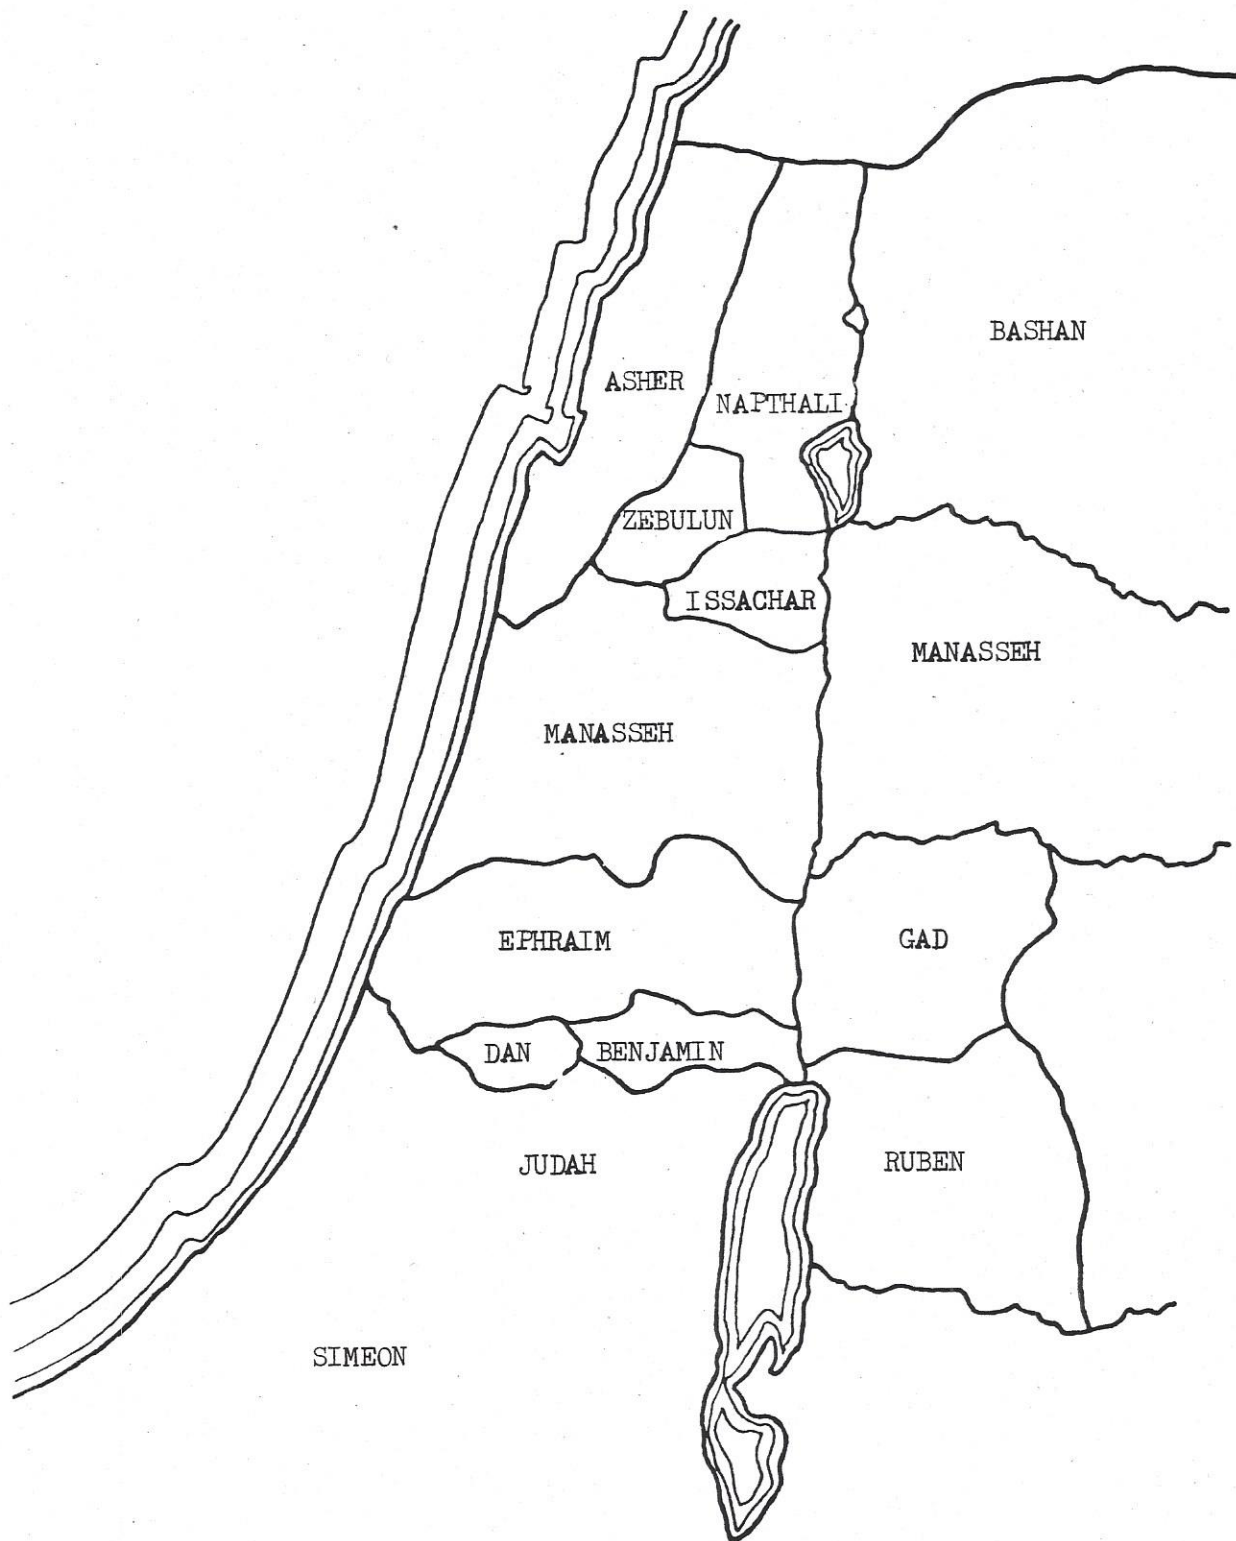 BASHAN
ASHER
NAPTHALI
ZEBULUN
ISSACHAR
MANASSEH
MANASSEH
EPHRAIM
GAD
DAN
BENJAMIN
JUDAH
RUBEN
SIMEON